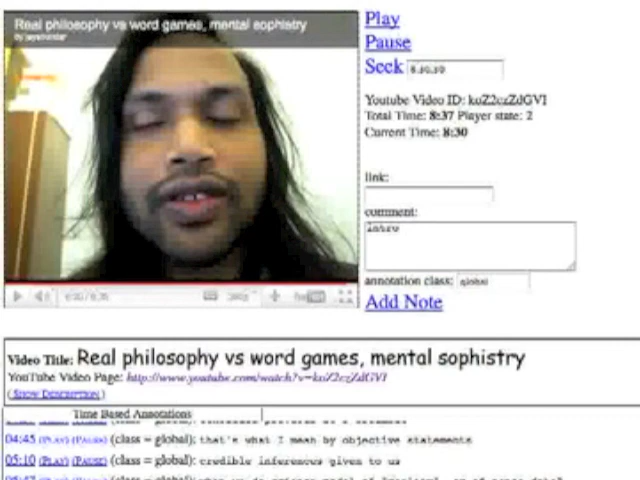 Real philosophy vs word games, mental sophistry
Play
Pause
Seek
Youtube Video ID: koZ2czZdGVI
Total Time: 8:37 Player state: 2
Current Time: 8:30
link:
comment:
intro
annotation class: global
Add Note
Video Title: Real philosophy vs word games, mental sophistry
YouTube Video Page: http://www.youtube.com/watch?v=koZ2czZdGVI
(Show Description)
Time Based Annotations
04:45 (Play) (Pause) (class = global): that's what I mean by objective statements
05:10 (Play) (Pause) (class = global): credible inferences given to us